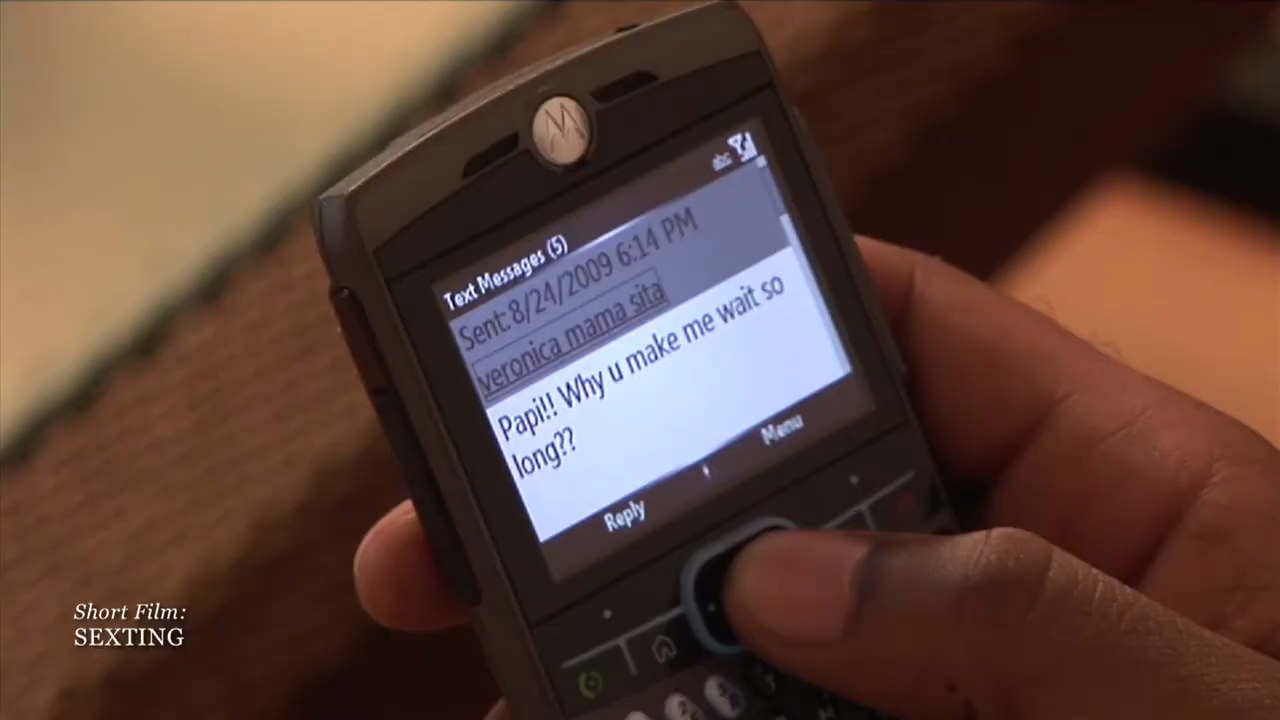 abc
Text Messages (5)
Sent: 8/24/2009 6:14 PM
veronica mama sita
Papi!! Why u make me wait so
long??
Reply
Menu
Short Film:
SEXTING